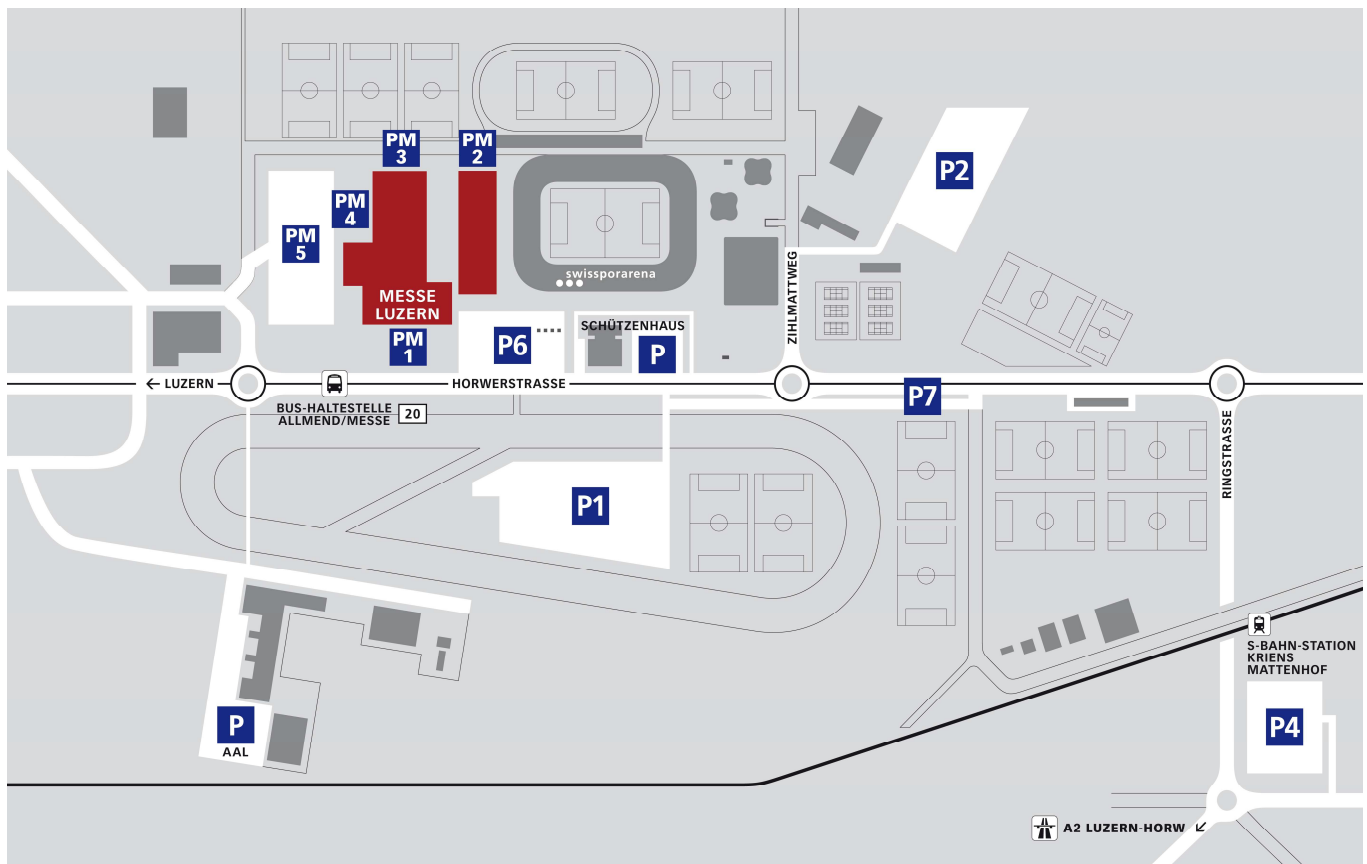 PM
3
PM
2
P2
PM
4
PM
5
swissporarena
MESSE
LUZERN
ZIHLMATTWEG
SCHÜTZENHAUS
PM
1
P6
P
← LUZERN
HORWERSTRASSE
P7
BUS-HALTESTELLE
ALLMEND/MESSE
20
RINGSTRASSE
P1
S-BAHN-STATION
KRIENS
MATTENHOF
P
AAL
P4
A2 LUZERN-HORW ↙